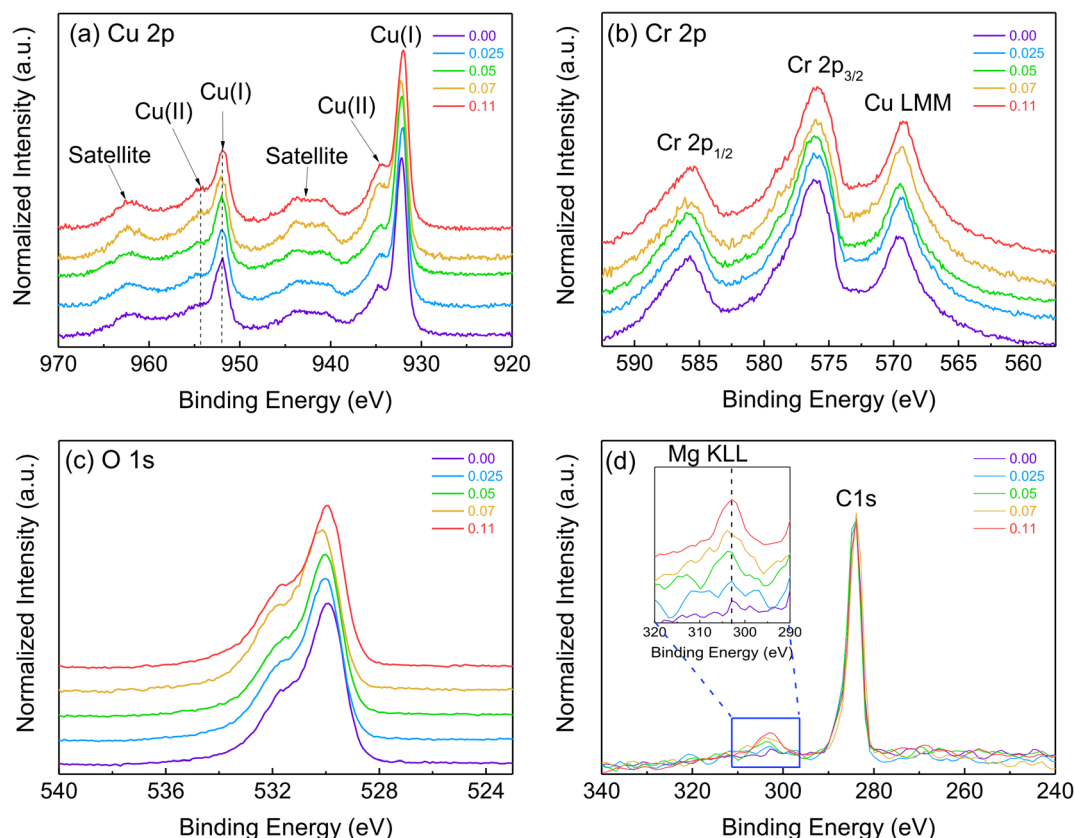 (a) Cu 2p
Cu(I)
0.00
0.025
0.05
0.07
0.11
Cu(I)
Cu(II)
Cu(II)
Satellite
Satellite
Normalized Intensity (a.u.)
970 960 950 940 930 920
Binding Energy (eV)
(b) Cr 2p
0.00
0.025
0.05
0.07
0.11
Cr 2p3/2
Cu LMM
Cr 2p1/2
Normalized Intensity (a.u.)
590 585 580 575 570 565 560
Binding Energy (eV)
(c) O 1s
0.00
0.025
0.05
0.07
0.11
Normalized Intensity (a.u.)
540 536 532 528 524
Binding Energy (eV)
(d)
Mg KLL
0.00
0.025
0.05
0.07
0.11
C1s
320 310 300 290
Binding Energy (eV)
Normalized Intensity (a.u.)
340 320 300 280 260 240
Binding Energy (eV)